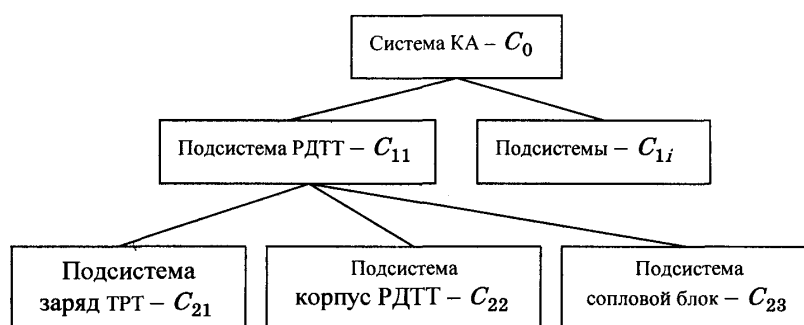 Система КА – C₀
Подсистема РДТТ – C₁₁
Подсистемы – C₁ᵢ
Подсистема
заряд ТРТ – C₂₁
Подсистема
корпус РДТТ – C₂₂
Подсистема
сопловой блок – C₂₃